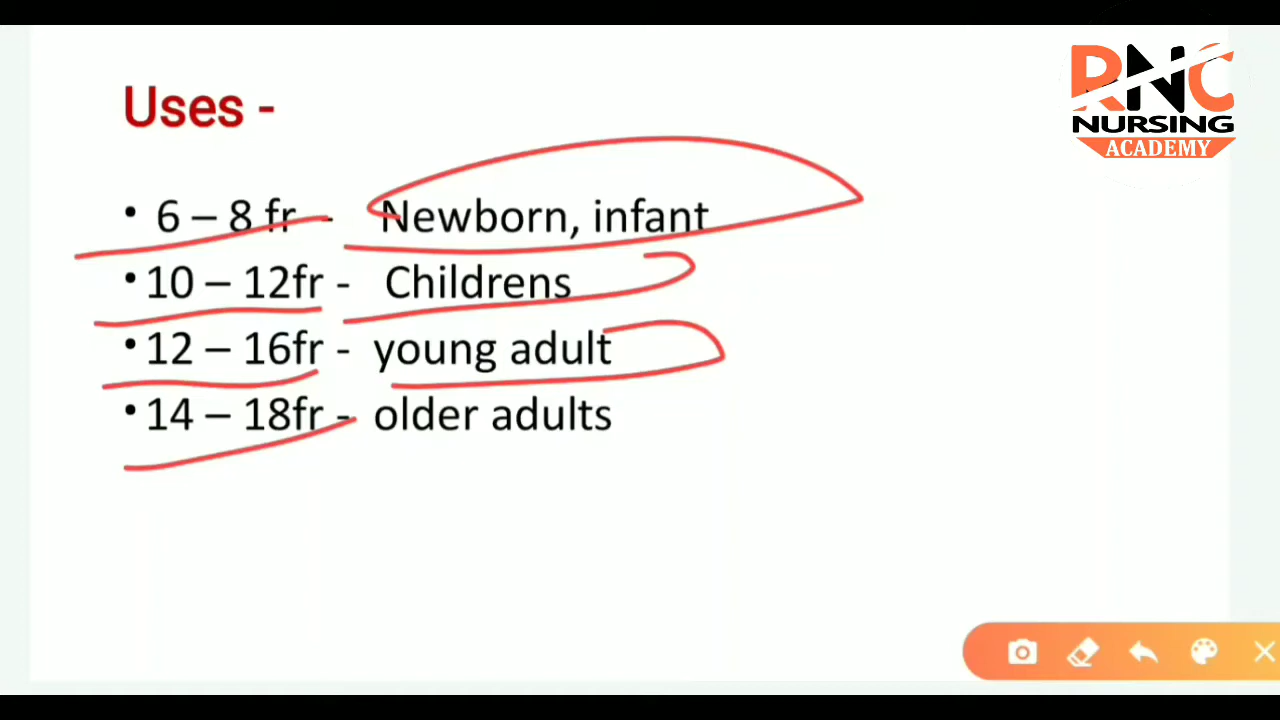 RNC
NURSING
ACADEMY
Uses -
• 6 – 8 fr - Newborn, infant
• 10 – 12fr - Childrens
• 12 – 16fr - young adult
• 14 – 18fr - older adults